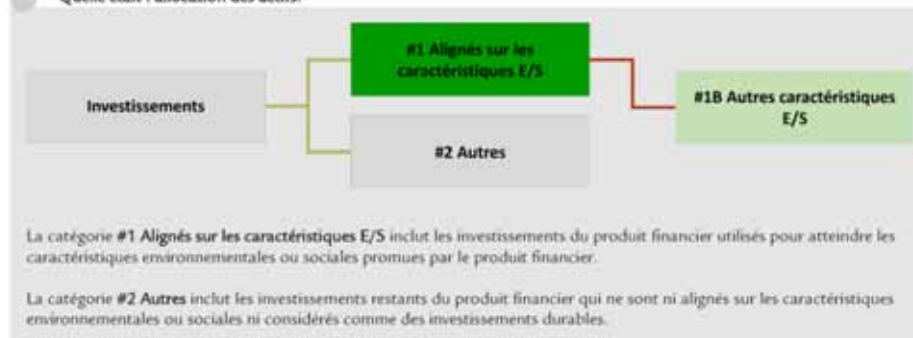 #1 Alignés sur les
caractéristiques E/S
Investissements
#1B Autres caractéristiques
E/S
#2 Autres
La catégorie #1 Alignés sur les caractéristiques E/S inclut les investissements du produit financier utilisés pour atteindre les
caractéristiques environnementales ou sociales promues par le produit financier.
La catégorie #2 Autres inclut les investissements restants du produit financier qui ne sont ni alignés sur les caractéristiques
environnementales ou sociales ni considérés comme des investissements durables.